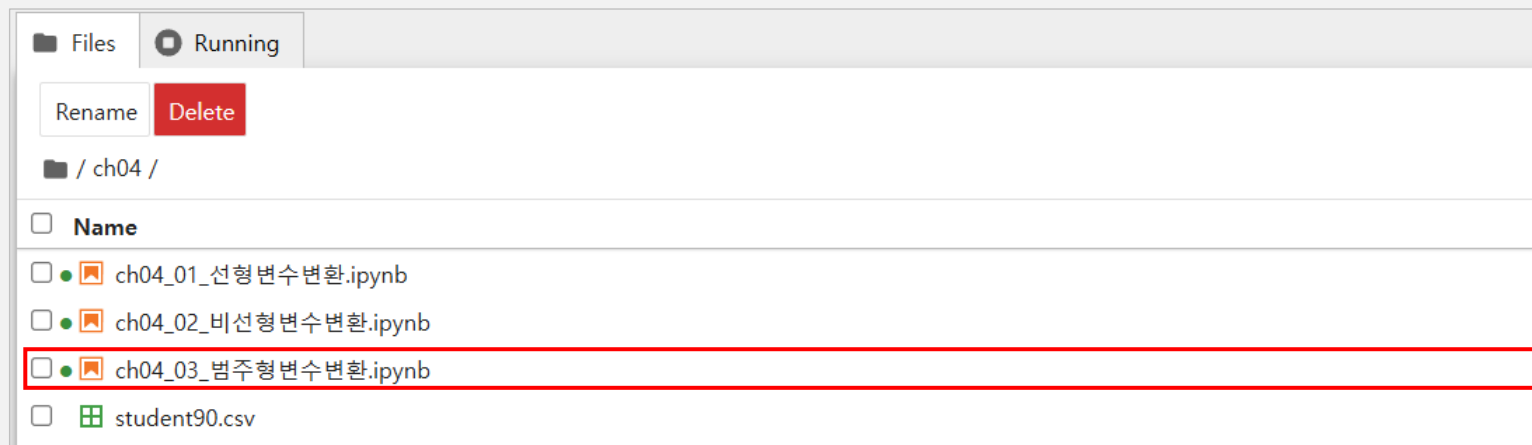 Files Running
Rename Delete
/ ch04 /
Name
ch04_01_선형변수변환.ipynb
ch04_02_비선형변수변환.ipynb
ch04_03_범주형변수변환.ipynb
student90.csv